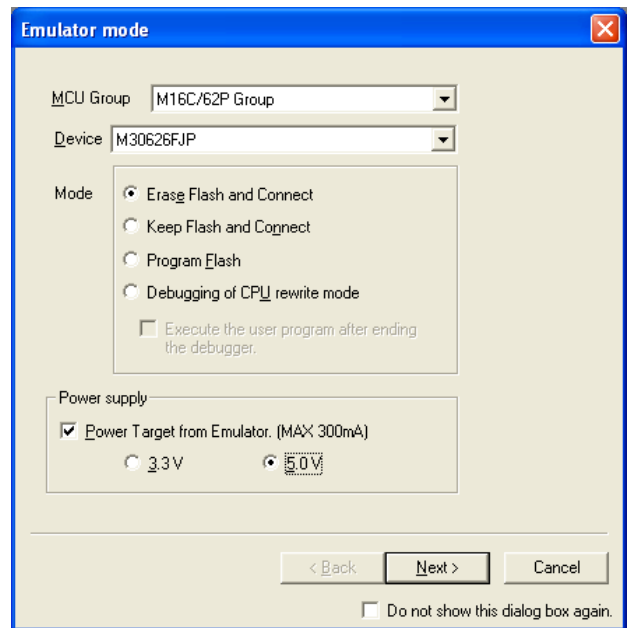 Emulator mode
MCU Group M16C/62P Group
Device M30626FJP
Mode Erase Flash and Connect
Keep Flash and Connect
Program Flash
Debugging of CPU rewrite mode
Execute the user program after ending
the debugger.
Power supply
Power Target from Emulator. (MAX 300mA)
3.3 V 5.0 V
< Back Next > Cancel
Do not show this dialog box again.